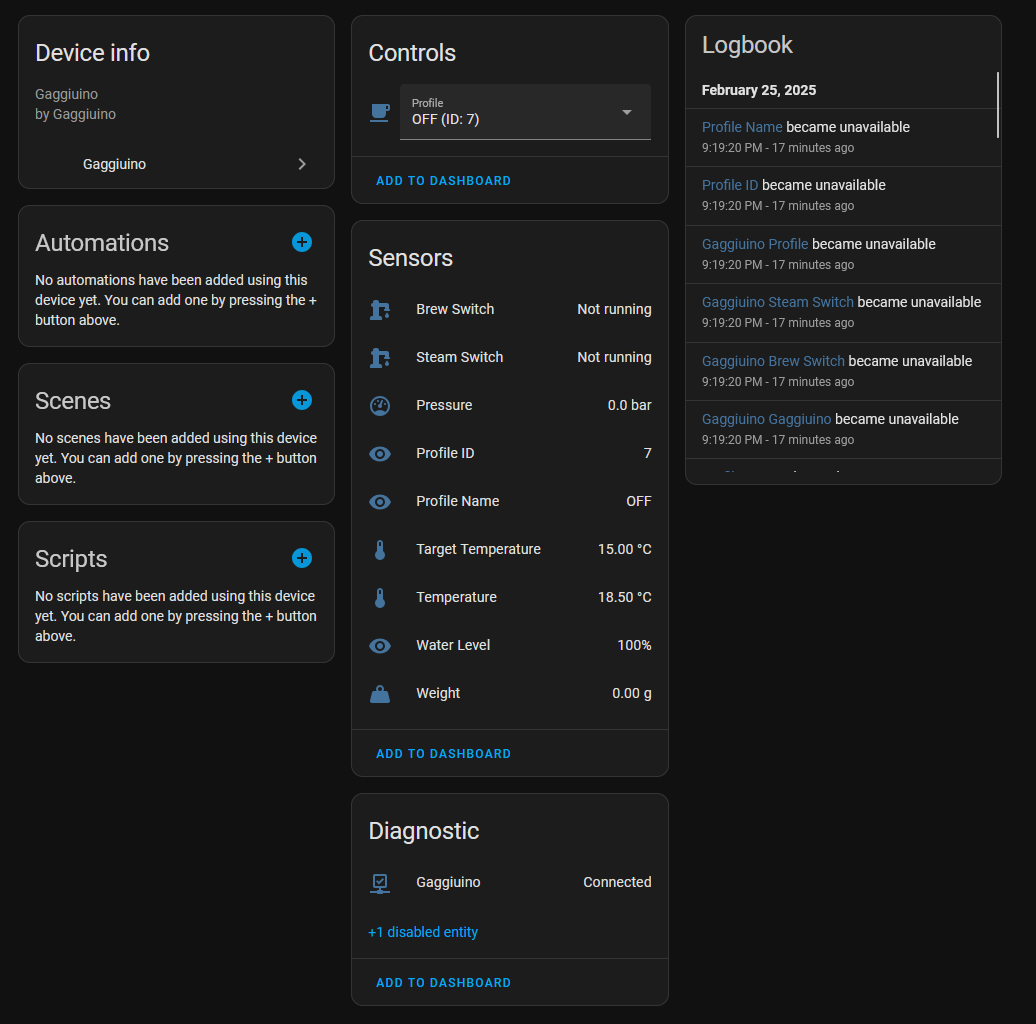 Device info
Gaggiuino
by Gaggiuino
Gaggiuino
Automations
No automations have been added using this
device yet. You can add one by pressing the +
button above.
Scenes
No scenes have been added using this device
yet. You can add one by pressing the + button
above.
Scripts
No scripts have been added using this device
yet. You can add one by pressing the + button
above.
Controls
Profile
OFF (ID: 7)
ADD TO DASHBOARD
Sensors
Brew Switch Not running
Steam Switch Not running
Pressure 0.0 bar
Profile ID 7
Profile Name OFF
Target Temperature 15.00 °C
Temperature 18.50 °C
Water Level 100%
Weight 0.00 g
ADD TO DASHBOARD
Diagnostic
Gaggiuino Connected
+1 disabled entity
ADD TO DASHBOARD
Logbook
February 25, 2025
Profile Name became unavailable
9:19:20 PM - 17 minutes ago
Profile ID became unavailable
9:19:20 PM - 17 minutes ago
Gaggiuino Profile became unavailable
9:19:20 PM - 17 minutes ago
Gaggiuino Steam Switch became unavailable
9:19:20 PM - 17 minutes ago
Gaggiuino Brew Switch became unavailable
9:19:20 PM - 17 minutes ago
Gaggiuino Gaggiuino became unavailable
9:19:20 PM - 17 minutes ago